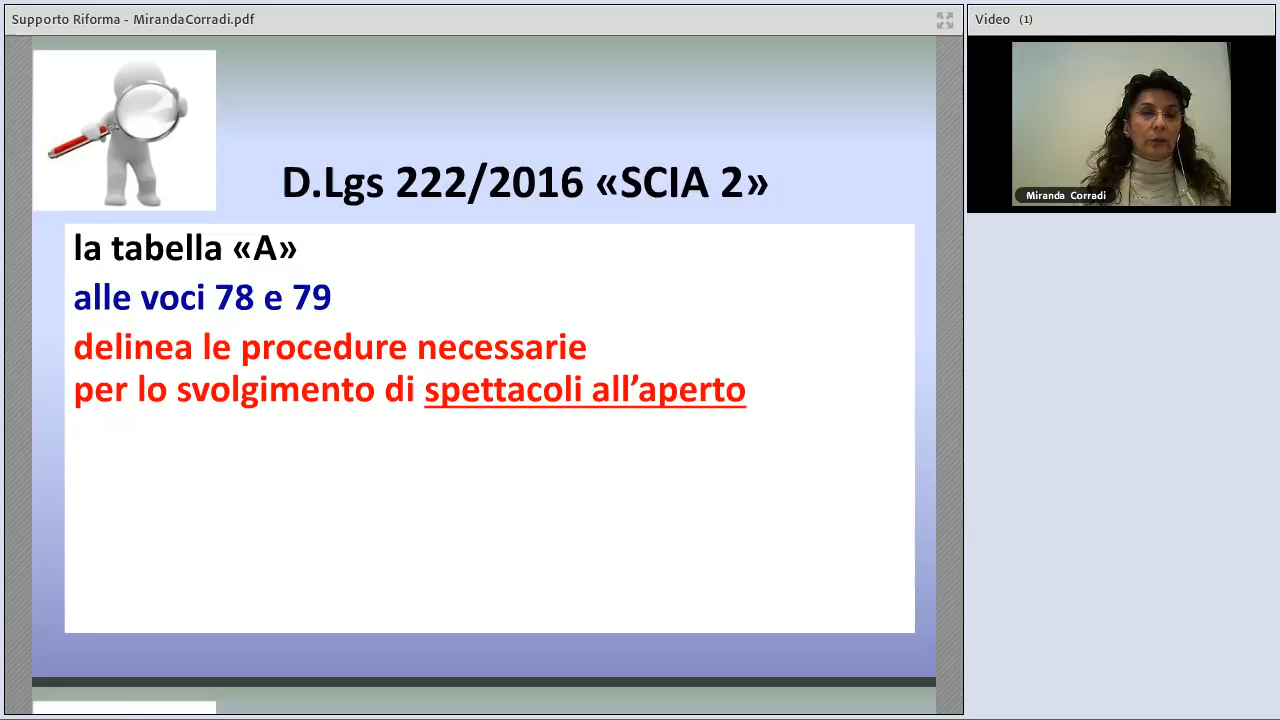 Supporto Riforma - MirandaCorradi.pdf
Video (1)
Miranda Corradi
D.Lgs 222/2016 «SCIA 2»
la tabella «A»
alle voci 78 e 79
delinea le procedure necessarie
per lo svolgimento di spettacoli all’aperto